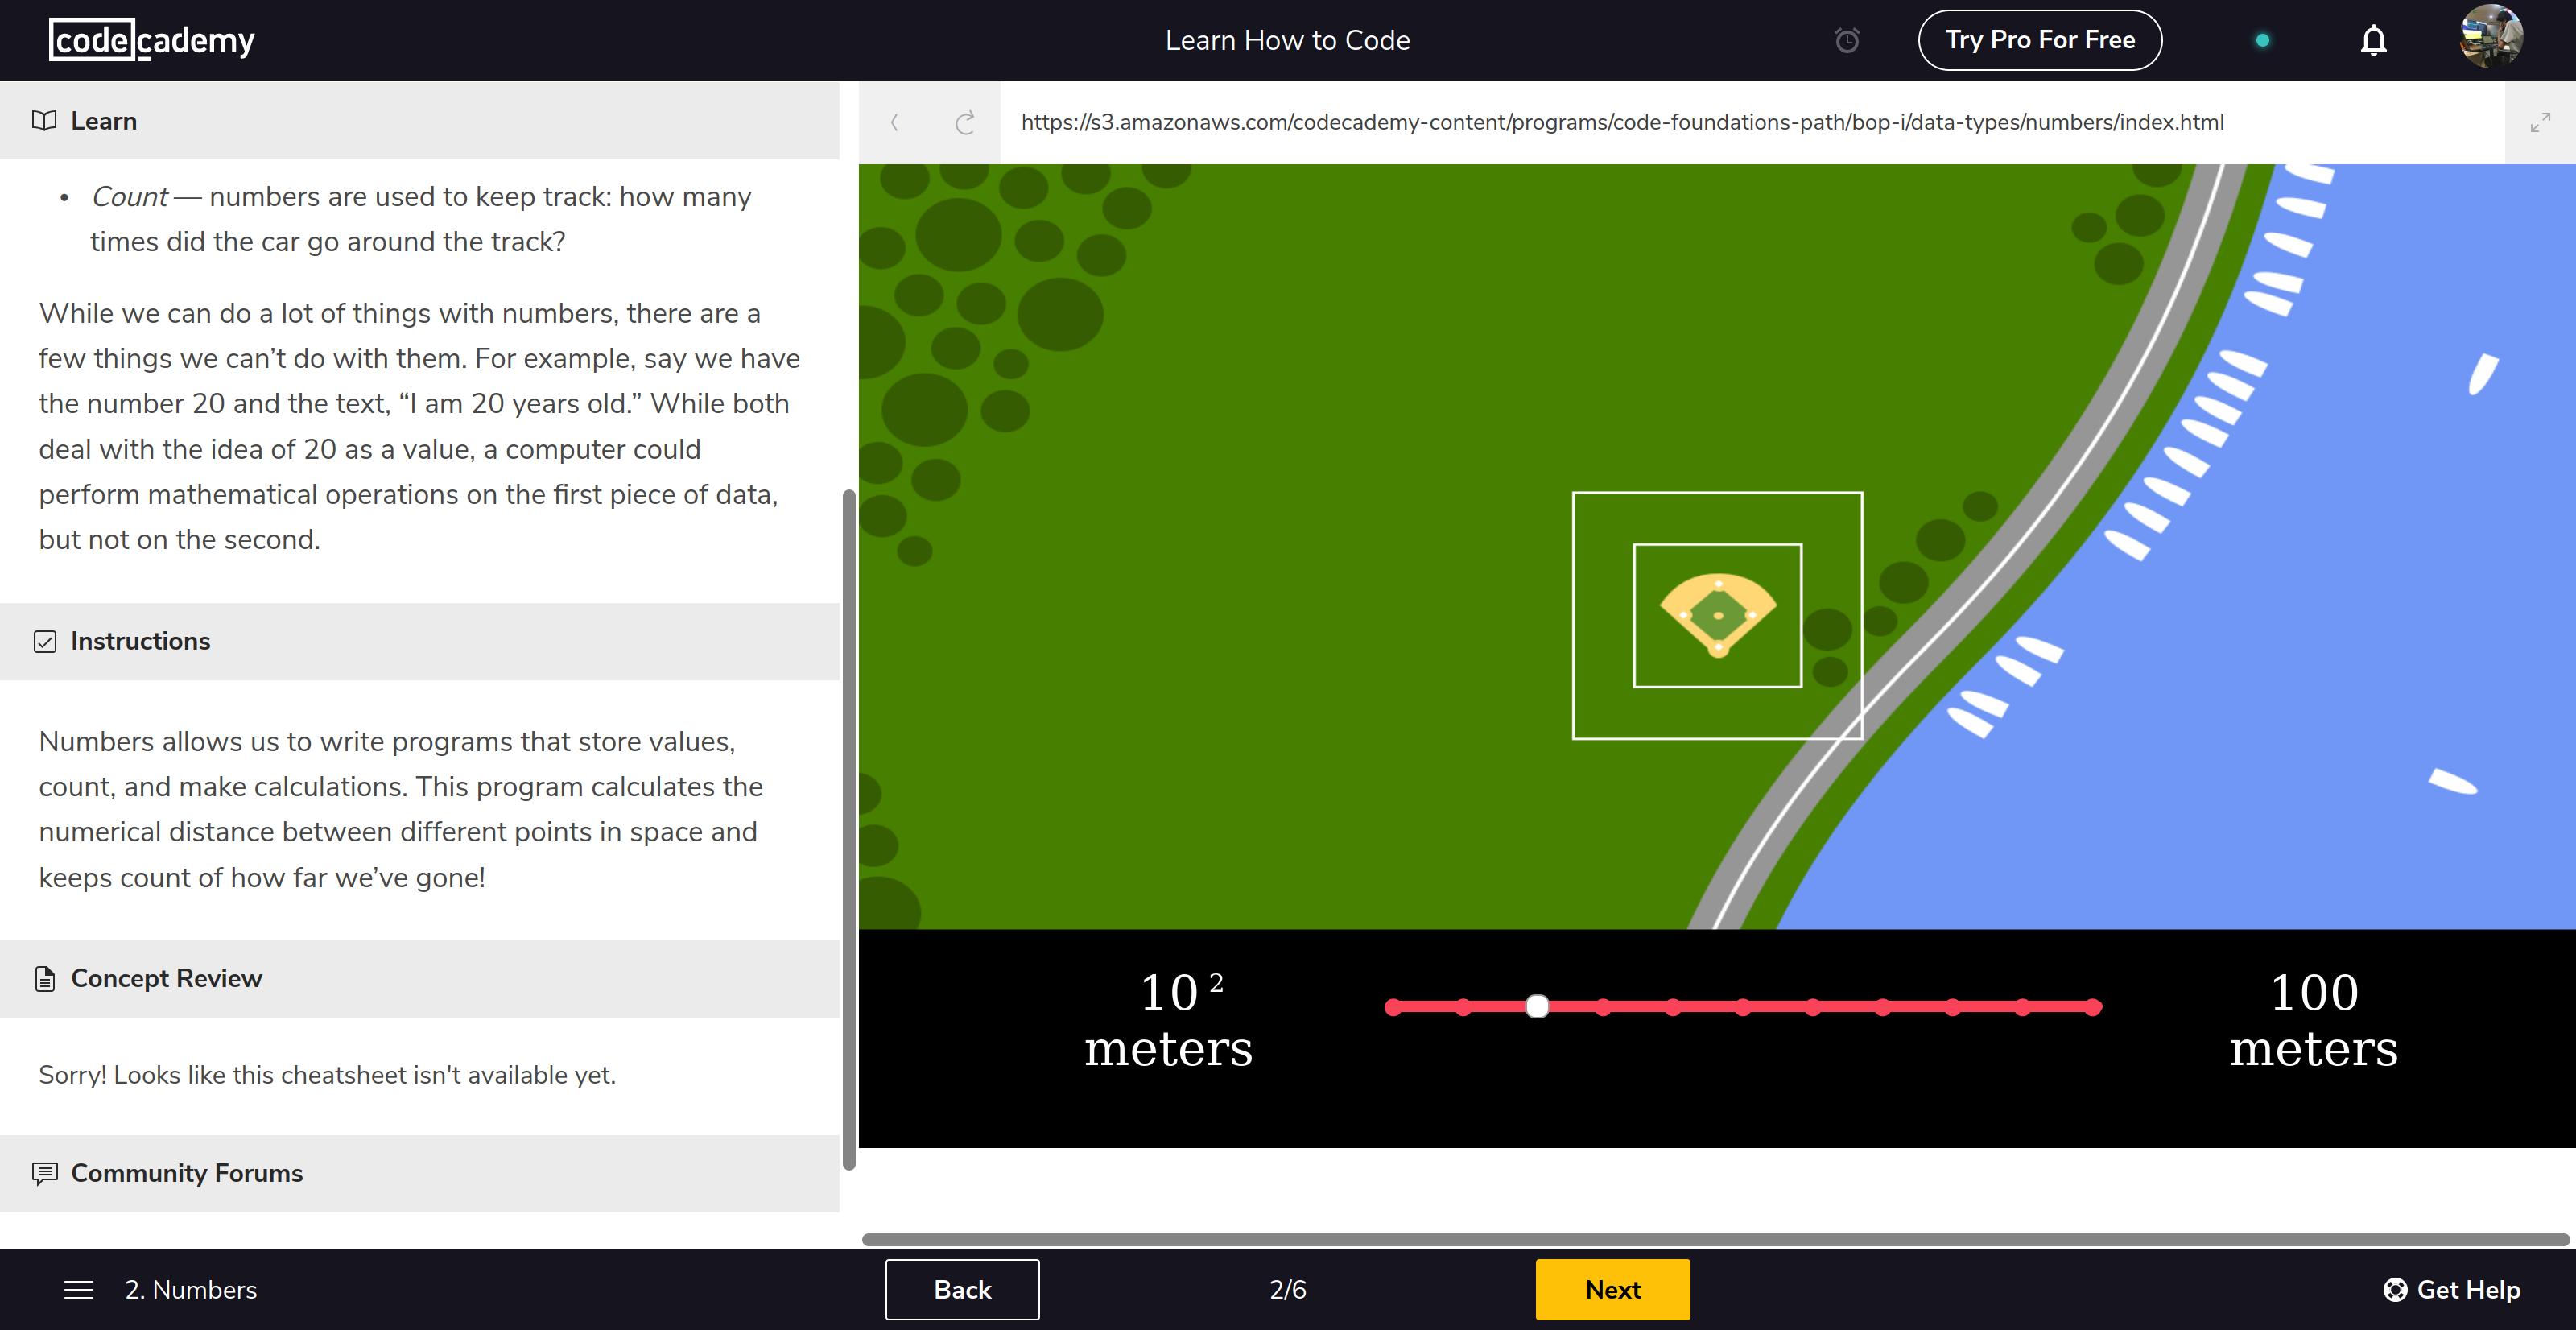 codecademy
Learn How to Code
Try Pro For Free
Learn
https://s3.amazonaws.com/codecademy-content/programs/code-foundations-path/bop-i/data-types/numbers/index.html
• Count — numbers are used to keep track: how many
times did the car go around the track?
While we can do a lot of things with numbers, there are a
few things we can’t do with them. For example, say we have
the number 20 and the text, “I am 20 years old.” While both
deal with the idea of 20 as a value, a computer could
perform mathematical operations on the first piece of data,
but not on the second.
Instructions
Numbers allows us to write programs that store values,
count, and make calculations. This program calculates the
numerical distance between different points in space and
keeps count of how far we’ve gone!
Concept Review
Sorry! Looks like this cheatsheet isn't available yet.
Community Forums
10 ²
meters
100
meters
2. Numbers
Back
2/6
Next
Get Help